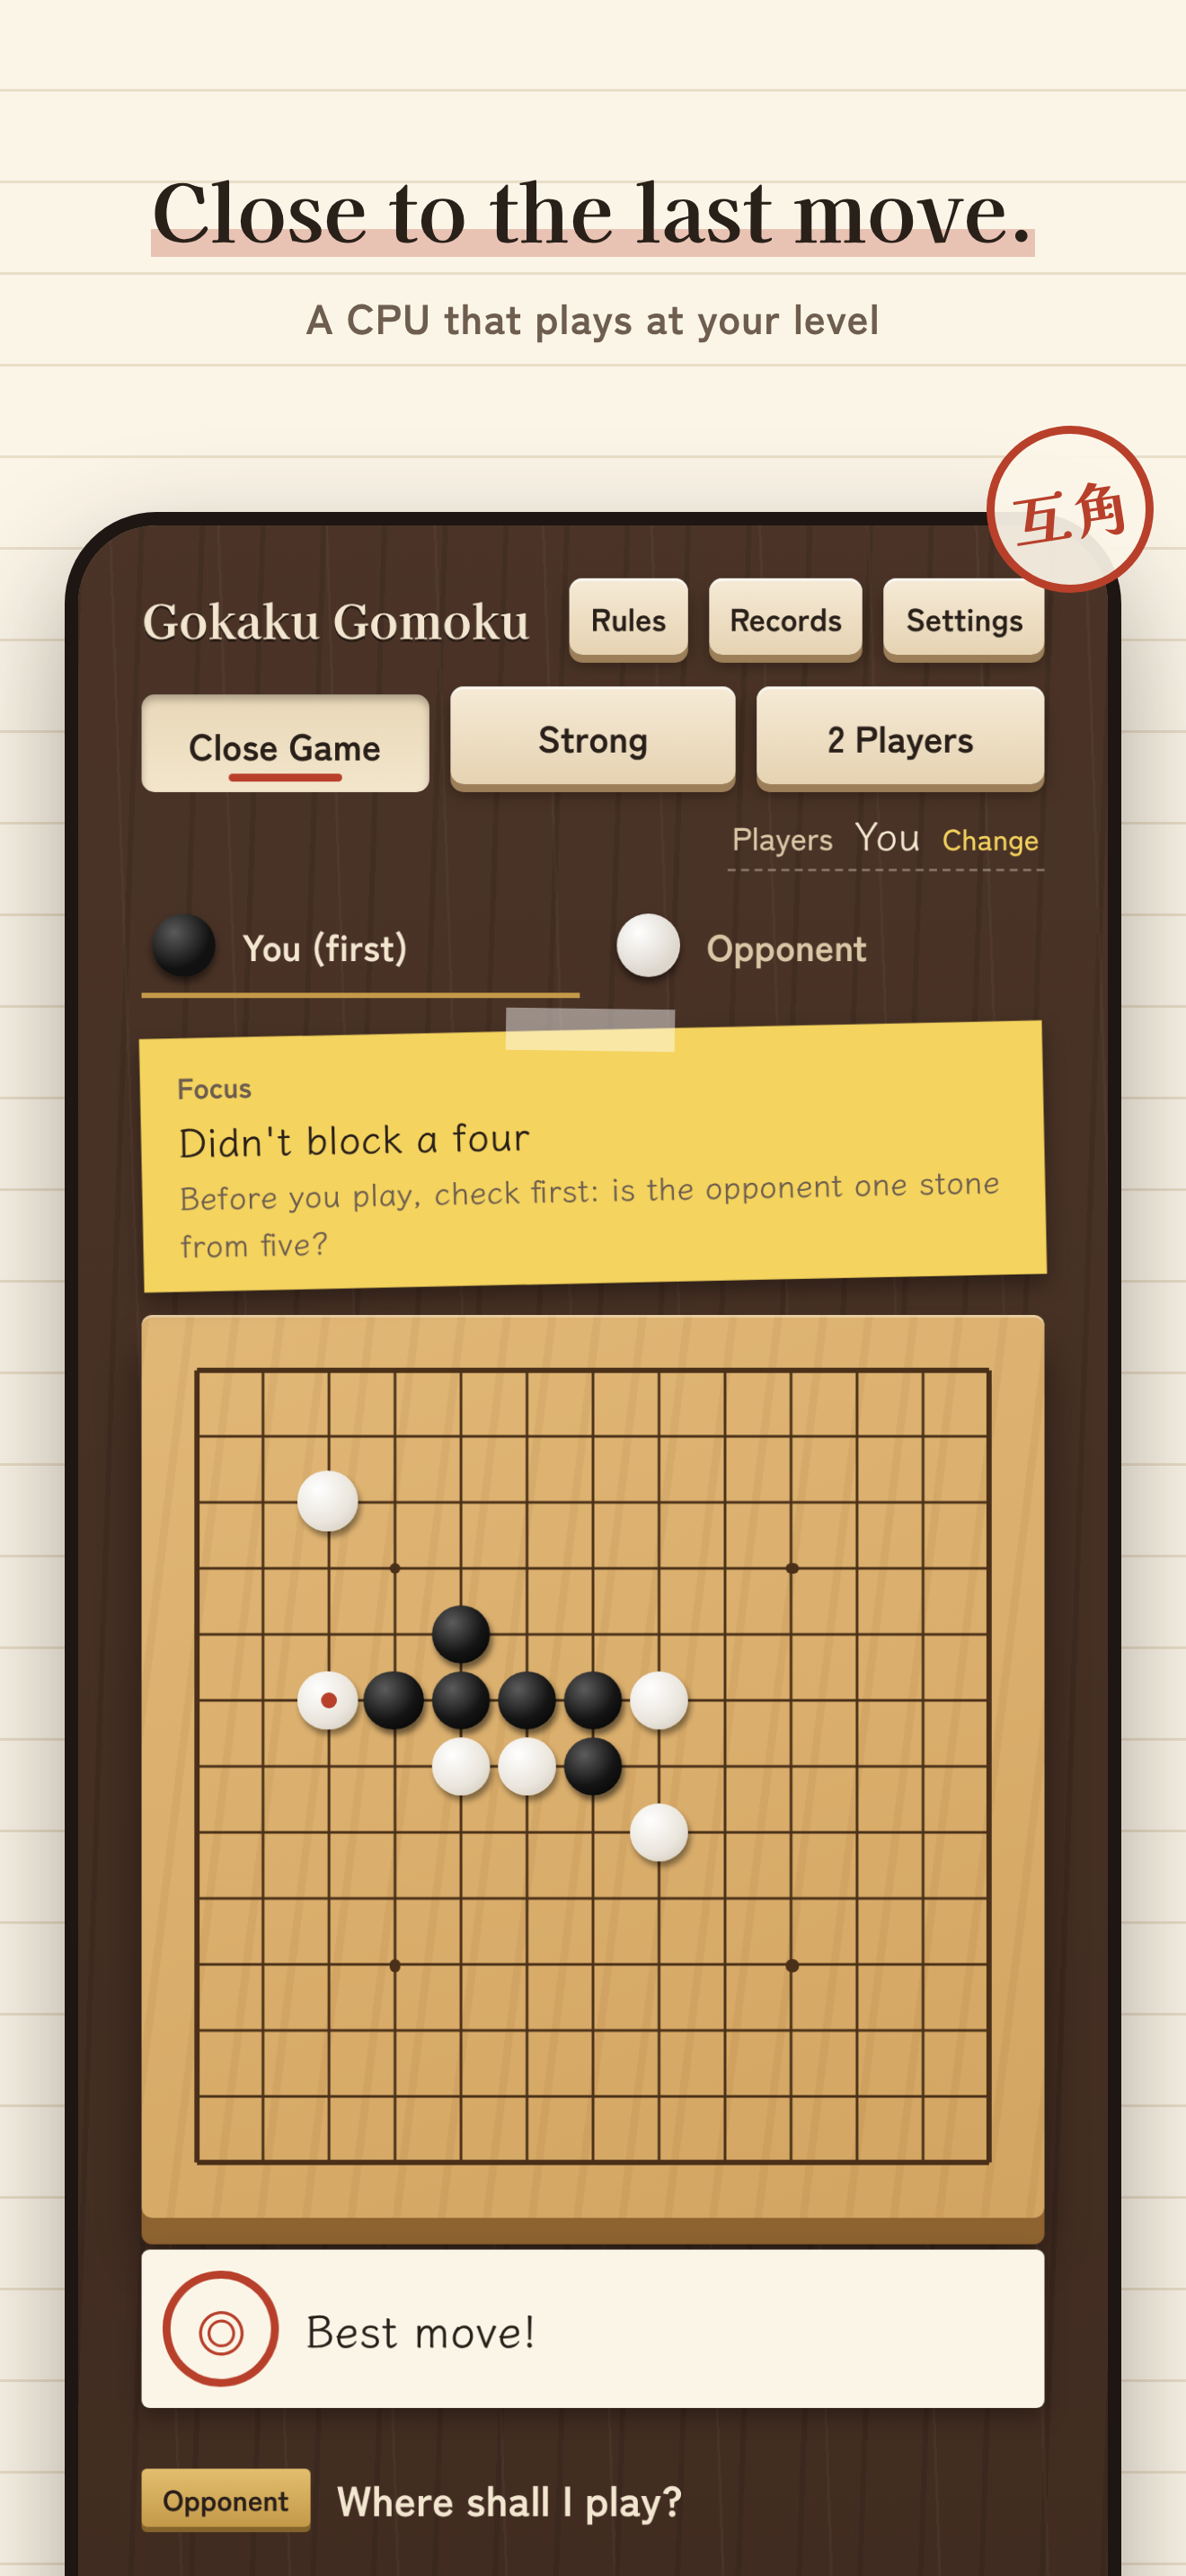 Close to the last move.
A CPU that plays at your level
互角
Gokaku Gomoku
Rules
Records
Settings
Close Game
Strong
2 Players
Players You Change
You (first)
Opponent
Focus
Didn't block a four
Before you play, check first: is the opponent one stone
from five?
Best move!
Opponent
Where shall I play?